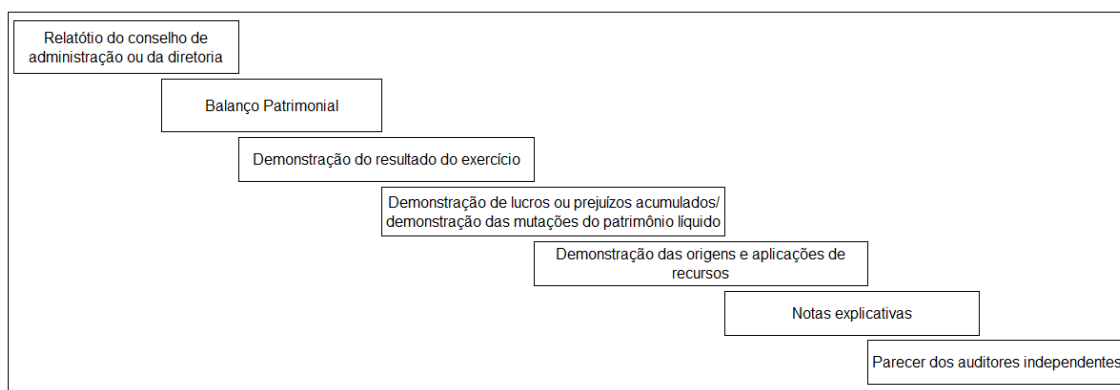 Relatótio do conselho de
administração ou da diretoria
Balanço Patrimonial
Demonstração do resultado do exercício
Demonstração de lucros ou prejuízos acumulados/
demonstração das mutações do patrimônio líquido
Demonstração das origens e aplicações de
recursos
Notas explicativas
Parecer dos auditores independentes